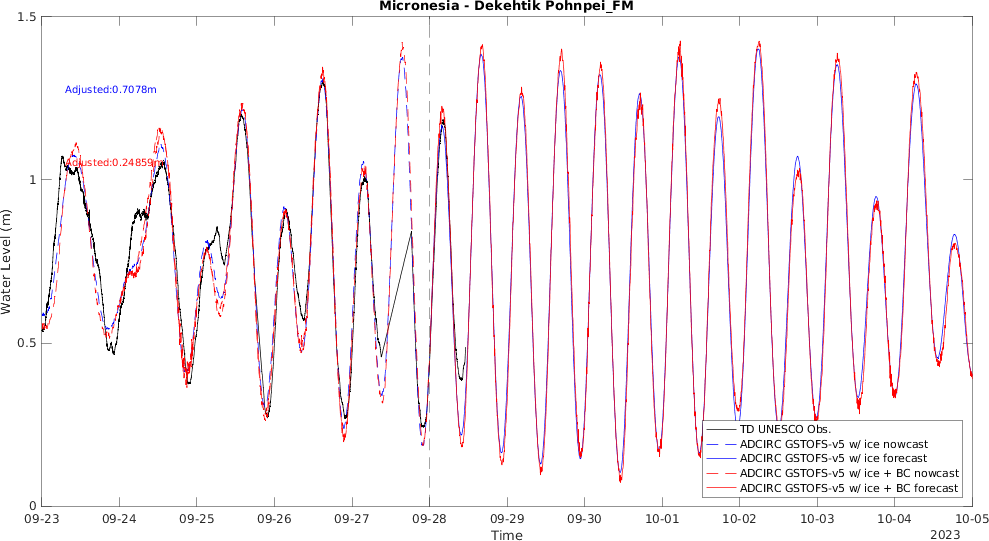 Micronesia - Dekehtik Pohnpei_FM
1.5
1
0.5
0
Water Level (m)
Adjusted:0.7078m
Adjusted:0.24859m
TD UNESCO Obs.
ADCIRC GSTOFS-v5 w/ ice nowcast
ADCIRC GSTOFS-v5 w/ ice forecast
ADCIRC GSTOFS-v5 w/ ice + BC nowcast
ADCIRC GSTOFS-v5 w/ ice + BC forecast
09-23 09-24 09-25 09-26 09-27 09-28 09-29 09-30 10-01 10-02 10-03 10-04 10-05
Time
2023